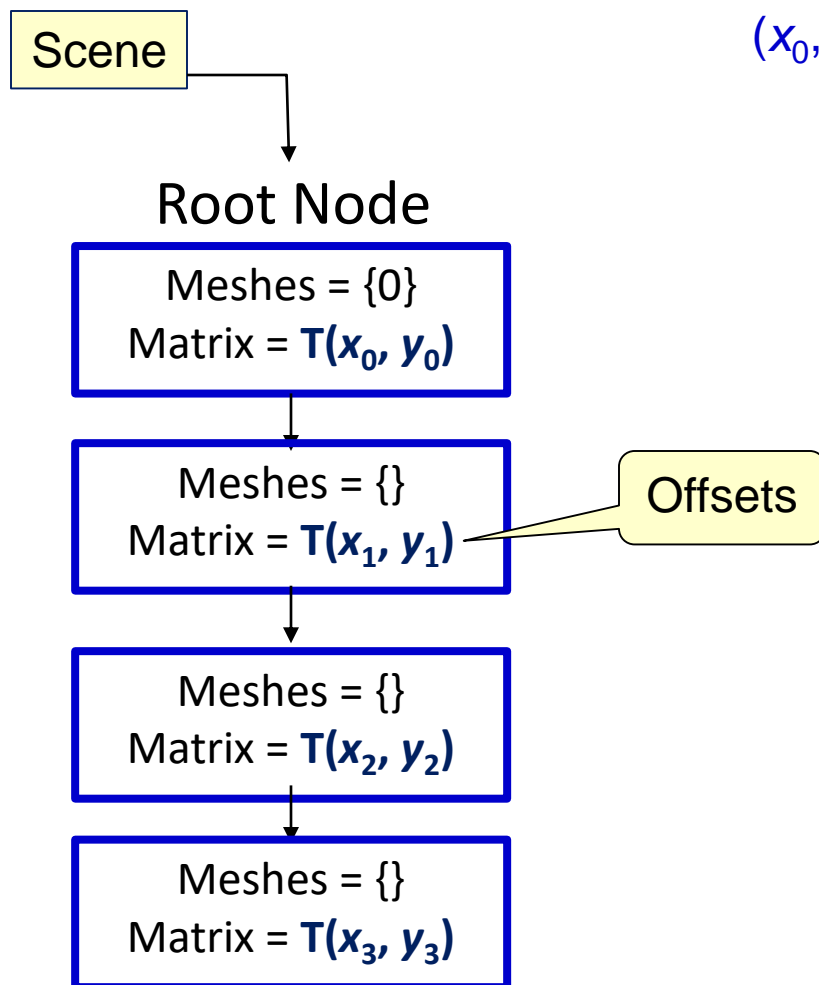 Scene
(x₀,
Root Node
Meshes = {0}
Matrix = T(x₀, y₀)
Meshes = {}
Matrix = T(x₁, y₁)
Offsets
Meshes = {}
Matrix = T(x₂, y₂)
Meshes = {}
Matrix = T(x₃, y₃)